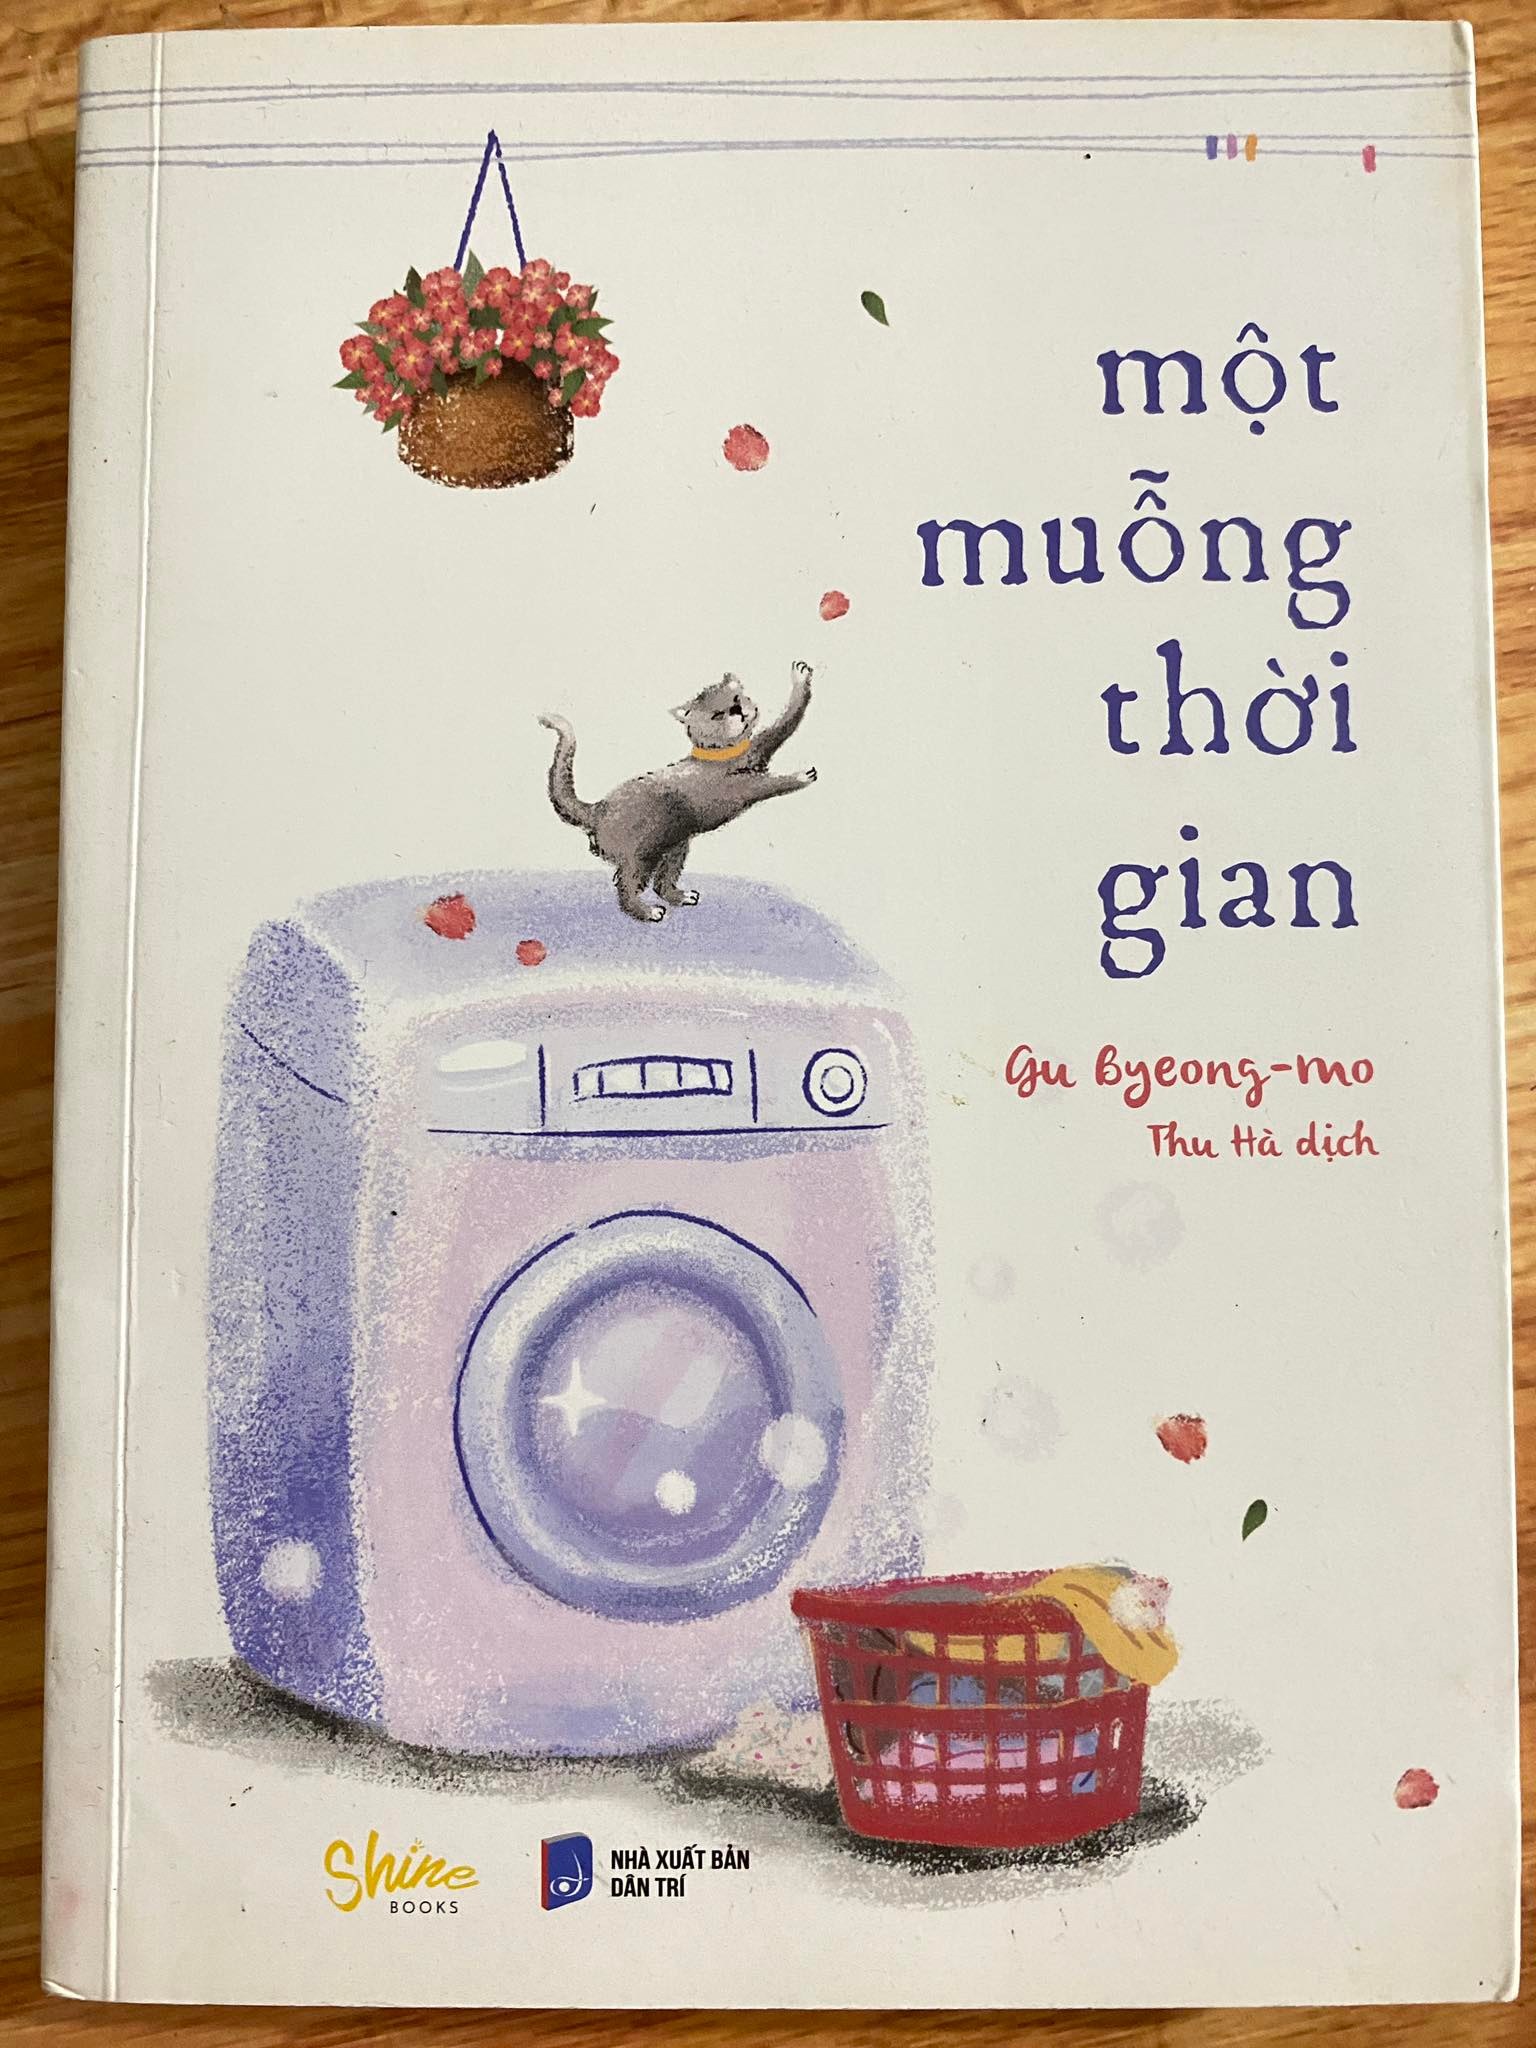 một
muỗng
thời
gian
Gu Byeong-mo
Thu Hà dịch
Shine
BOOKS
NHÀ XUẤT BẢN
DÂN TRÍ